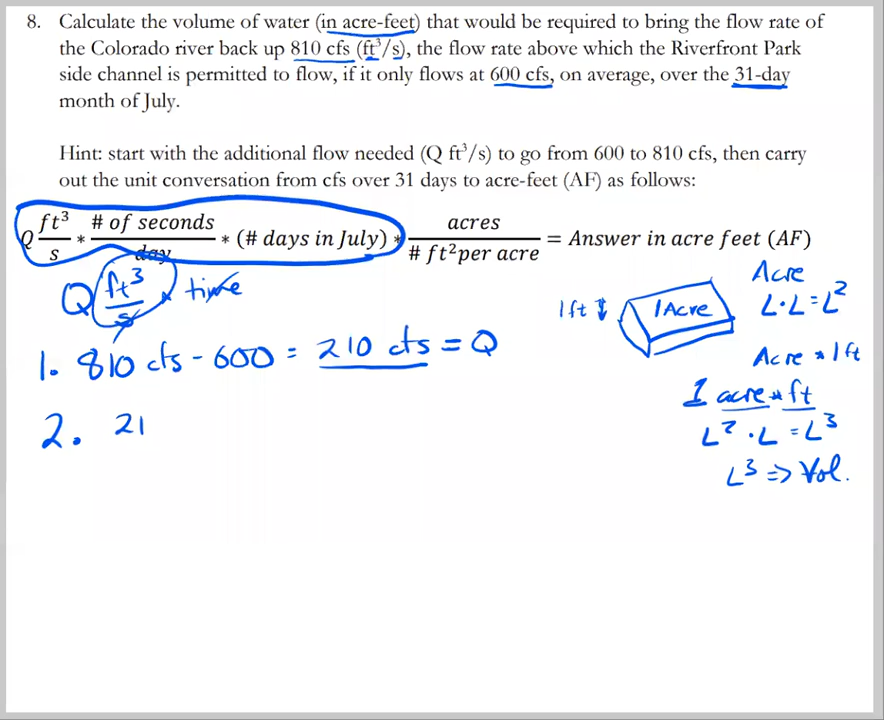 8. Calculate the volume of water (in acre-feet) that would be required to bring the flow rate of
the Colorado river back up 810 cfs (ft³/s), the flow rate above which the Riverfront Park
side channel is permitted to flow, if it only flows at 600 cfs, on average, over the 31-day
month of July.
Hint: start with the additional flow needed (Q ft³/s) to go from 600 to 810 cfs, then carry
out the unit conversion from cfs over 31 days to acre-feet (AF) as follows:
Q ft³/s * # of seconds/day * (# days in July) * acres/# ft² per acre = Answer in acre feet (AF)
Q ft³/s * time
1 ft 1 Acre
Acre
L·L=L²
Acre * 1 ft
1. 810 cfs - 600 = 210 cfs = Q
1 acre * ft
2. 21
L²·L=L³
L³ => Vol.